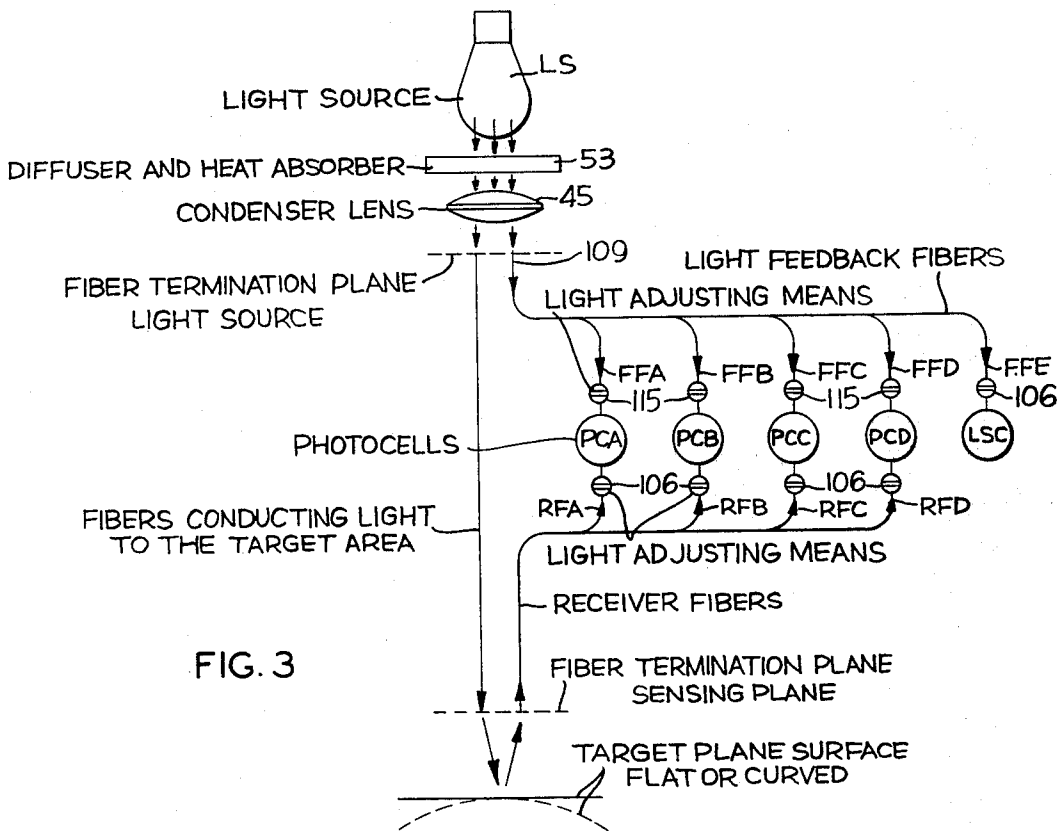 LS
LIGHT SOURCE
DIFFUSER AND HEAT ABSORBER
53
45
CONDENSER LENS
109
FIBER TERMINATION PLANE
LIGHT SOURCE
LIGHT FEEDBACK FIBERS
LIGHT ADJUSTING MEANS
FFA
FFB
FFC
FFD
FFE
115
115
106
PHOTOCELLS
PCA
PCB
PCC
PCD
LSC
106
106
RFA
RFB
RFC
RFD
FIBERS CONDUCTING LIGHT
TO THE TARGET AREA
LIGHT ADJUSTING MEANS
RECEIVER FIBERS
FIG. 3
FIBER TERMINATION PLANE
SENSING PLANE
TARGET PLANE SURFACE
FLAT OR CURVED